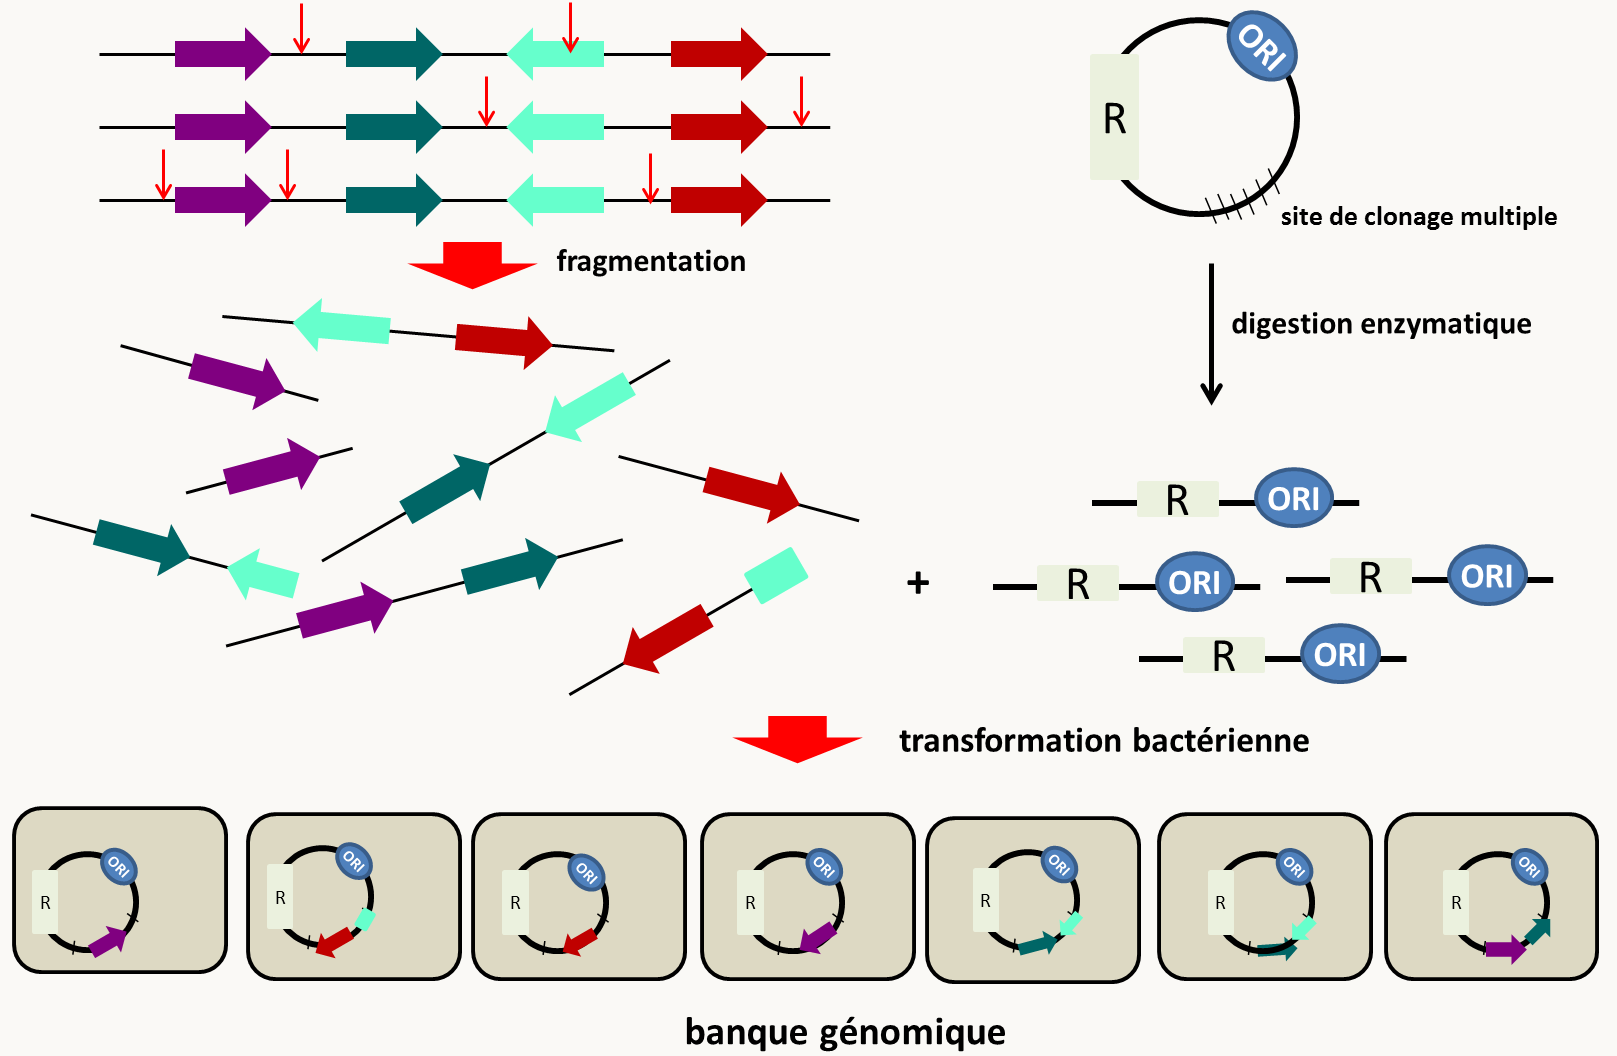 ORI
R
site de clonage multiple
fragmentation
digestion enzymatique
R ORI
+
R ORI
R ORI
R ORI
transformation bactérienne
R ORI
R ORI
R ORI
R ORI
R ORI
R ORI
R ORI
banque génomique